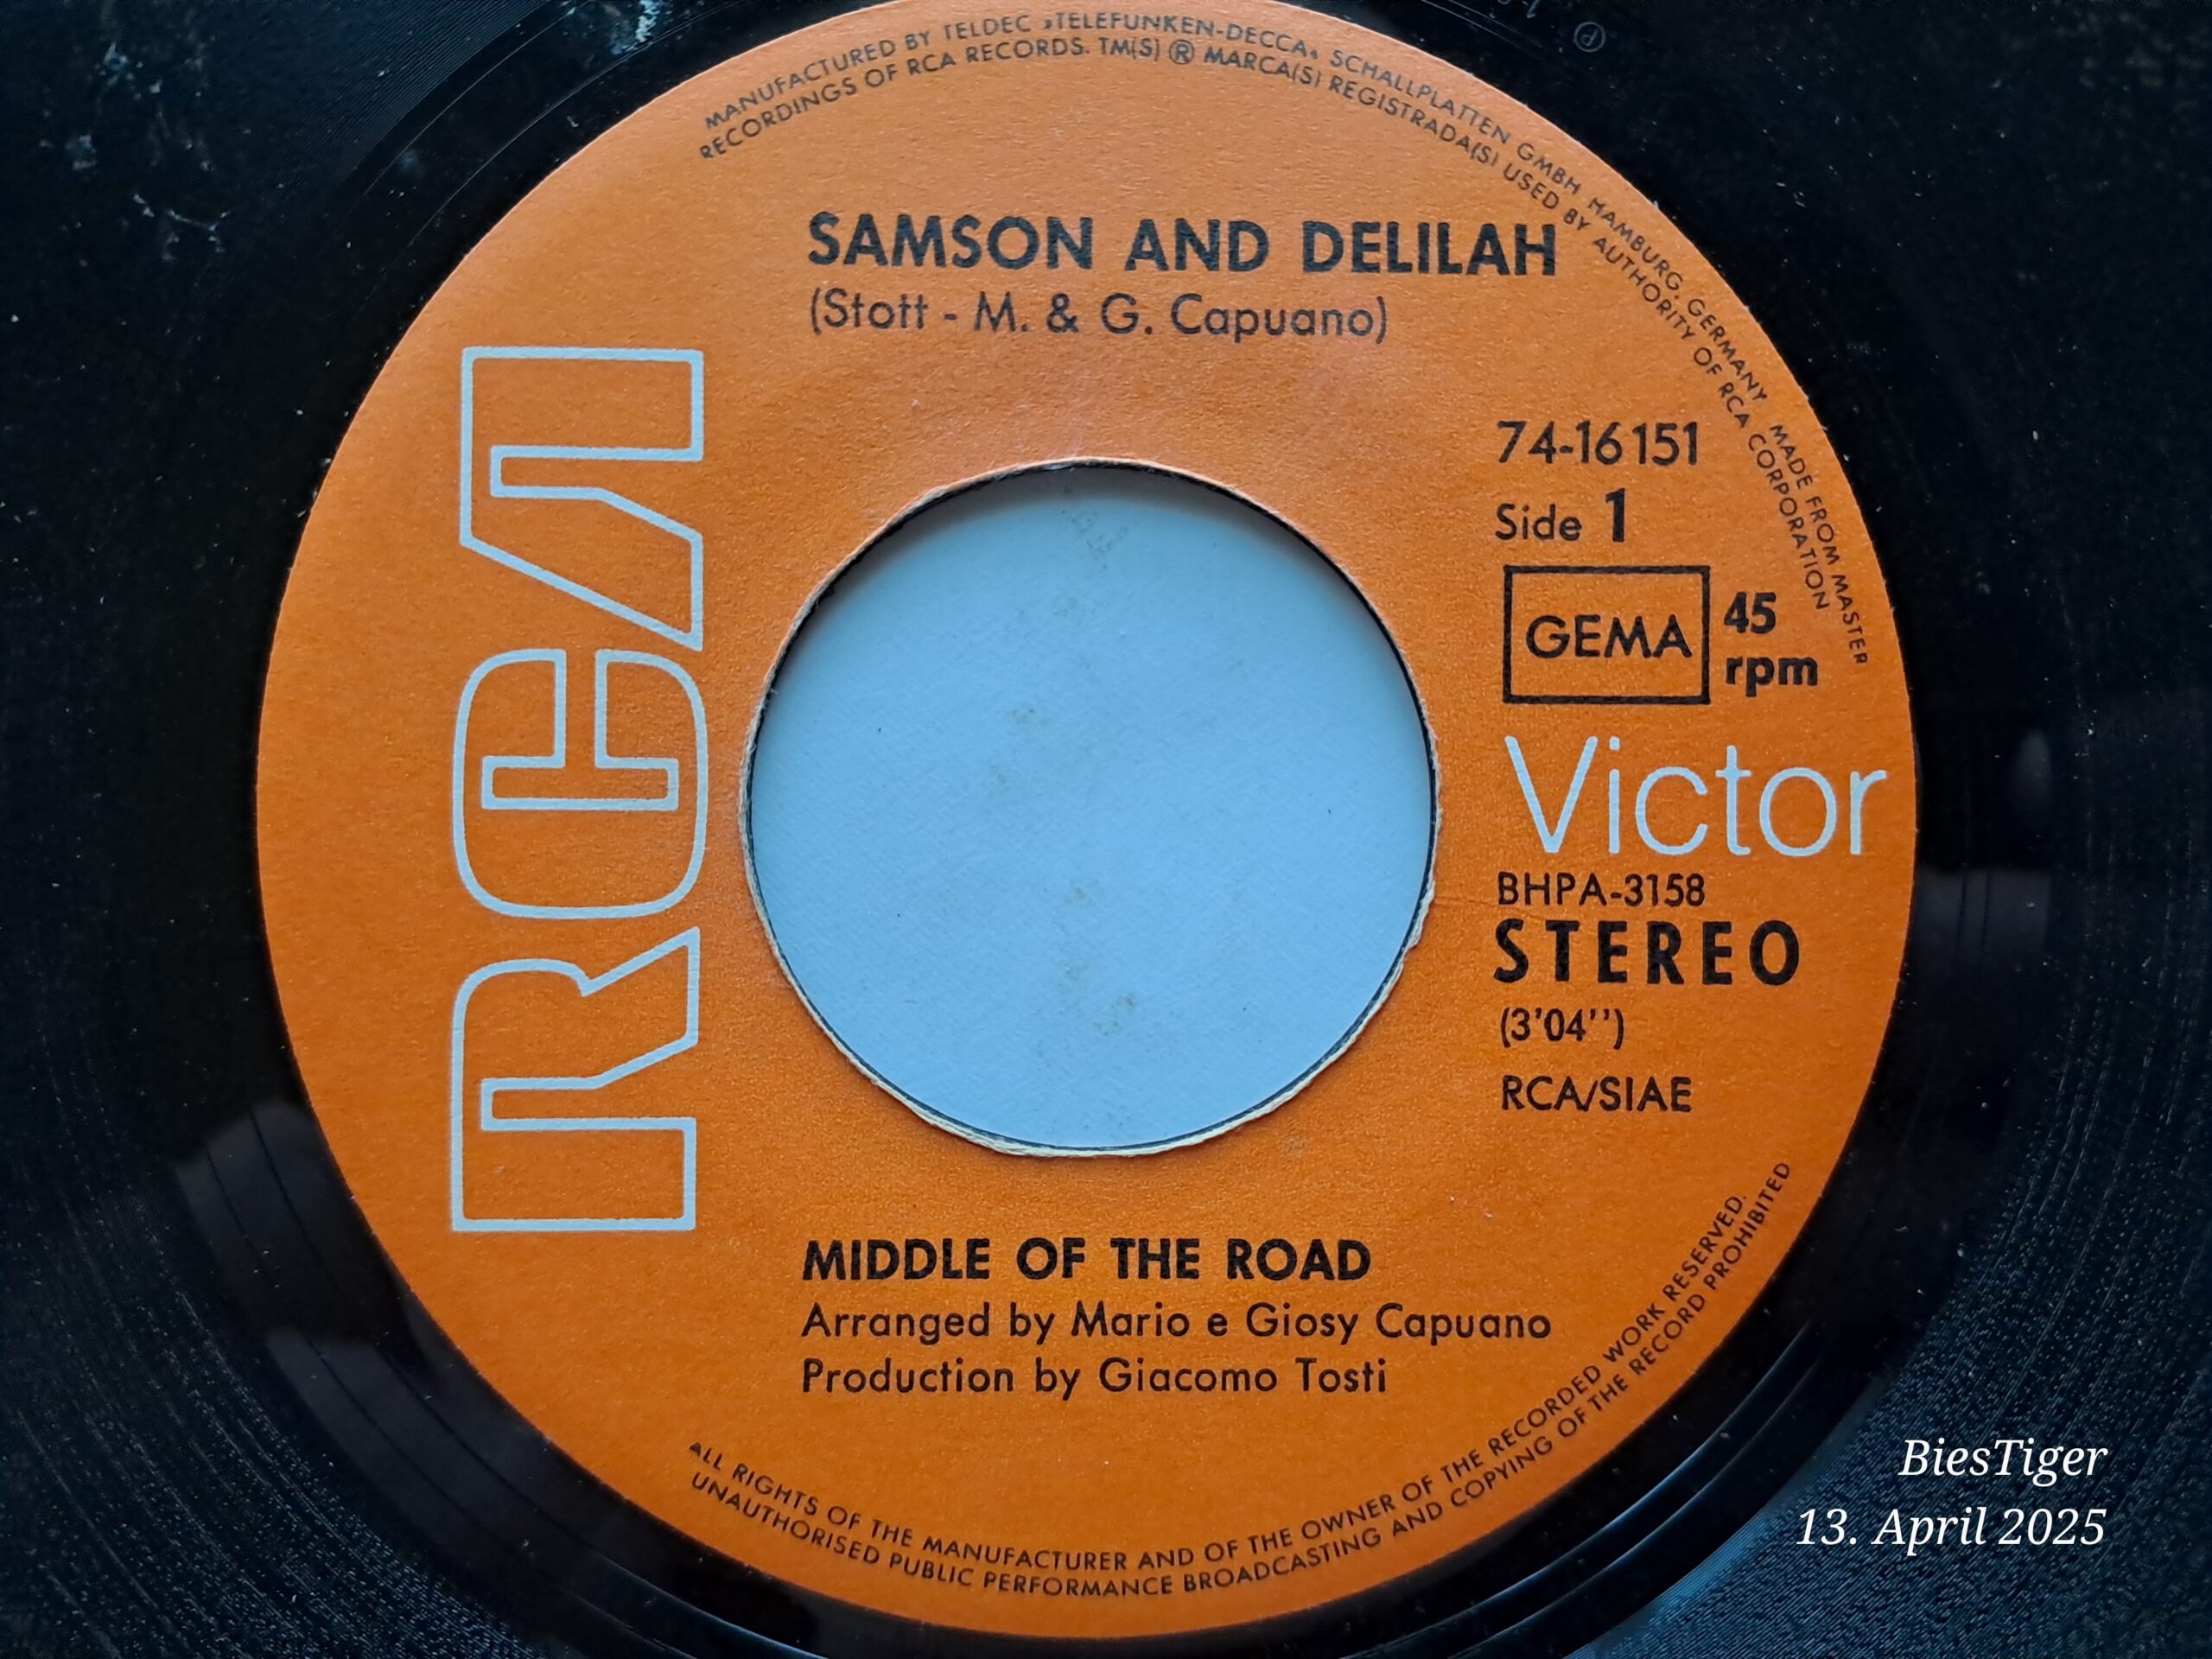 MANUFACTURED BY TELDEC »TELEFUNKEN-DECCA« SCHALLPLATTEN GMBH HAMBURG, GERMANY MADE FROM MASTER
RECORDINGS OF RCA RECORDS. TM(S) ® MARCA(S) REGISTRADA(S) USED BY AUTHORITY OF RCA CORPORATION
SAMSON AND DELILAH
(Stott - M. & G. Capuano)
RCA
74-16151
Side 1
GEMA
45
rpm
Victor
BHPA-3158
STEREO
(3'04'')
RCA/SIAE
MIDDLE OF THE ROAD
Arranged by Mario e Giosy Capuano
Production by Giacomo Tosti
ALL RIGHTS OF THE MANUFACTURER AND OF THE OWNER OF THE RECORDED WORK RESERVED.
UNAUTHORISED PUBLIC PERFORMANCE BROADCASTING AND COPYING OF THE RECORD PROHIBITED
BiesTiger
13. April 2025